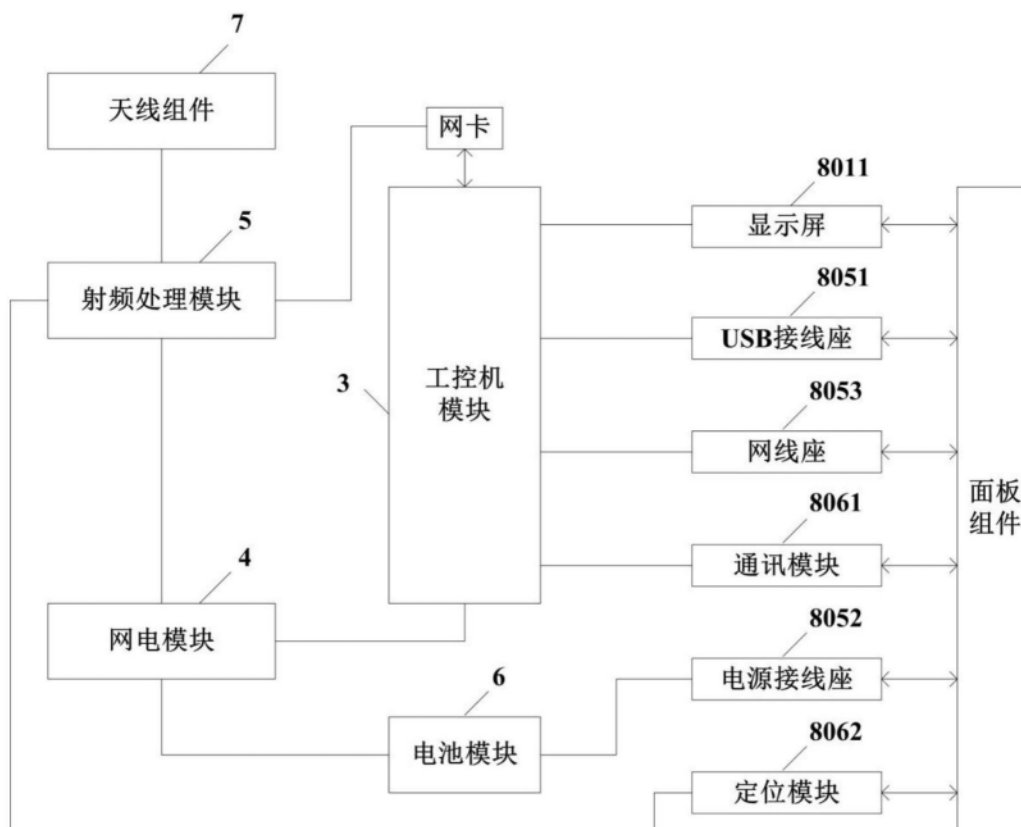 7
天线组件
网卡
8011
显示屏
5
射频处理模块
8051
USB接线座
3
工控机
模块
8053
网线座
面板
组件
8061
通讯模块
4
网电模块
8052
电源接线座
6
电池模块
8062
定位模块